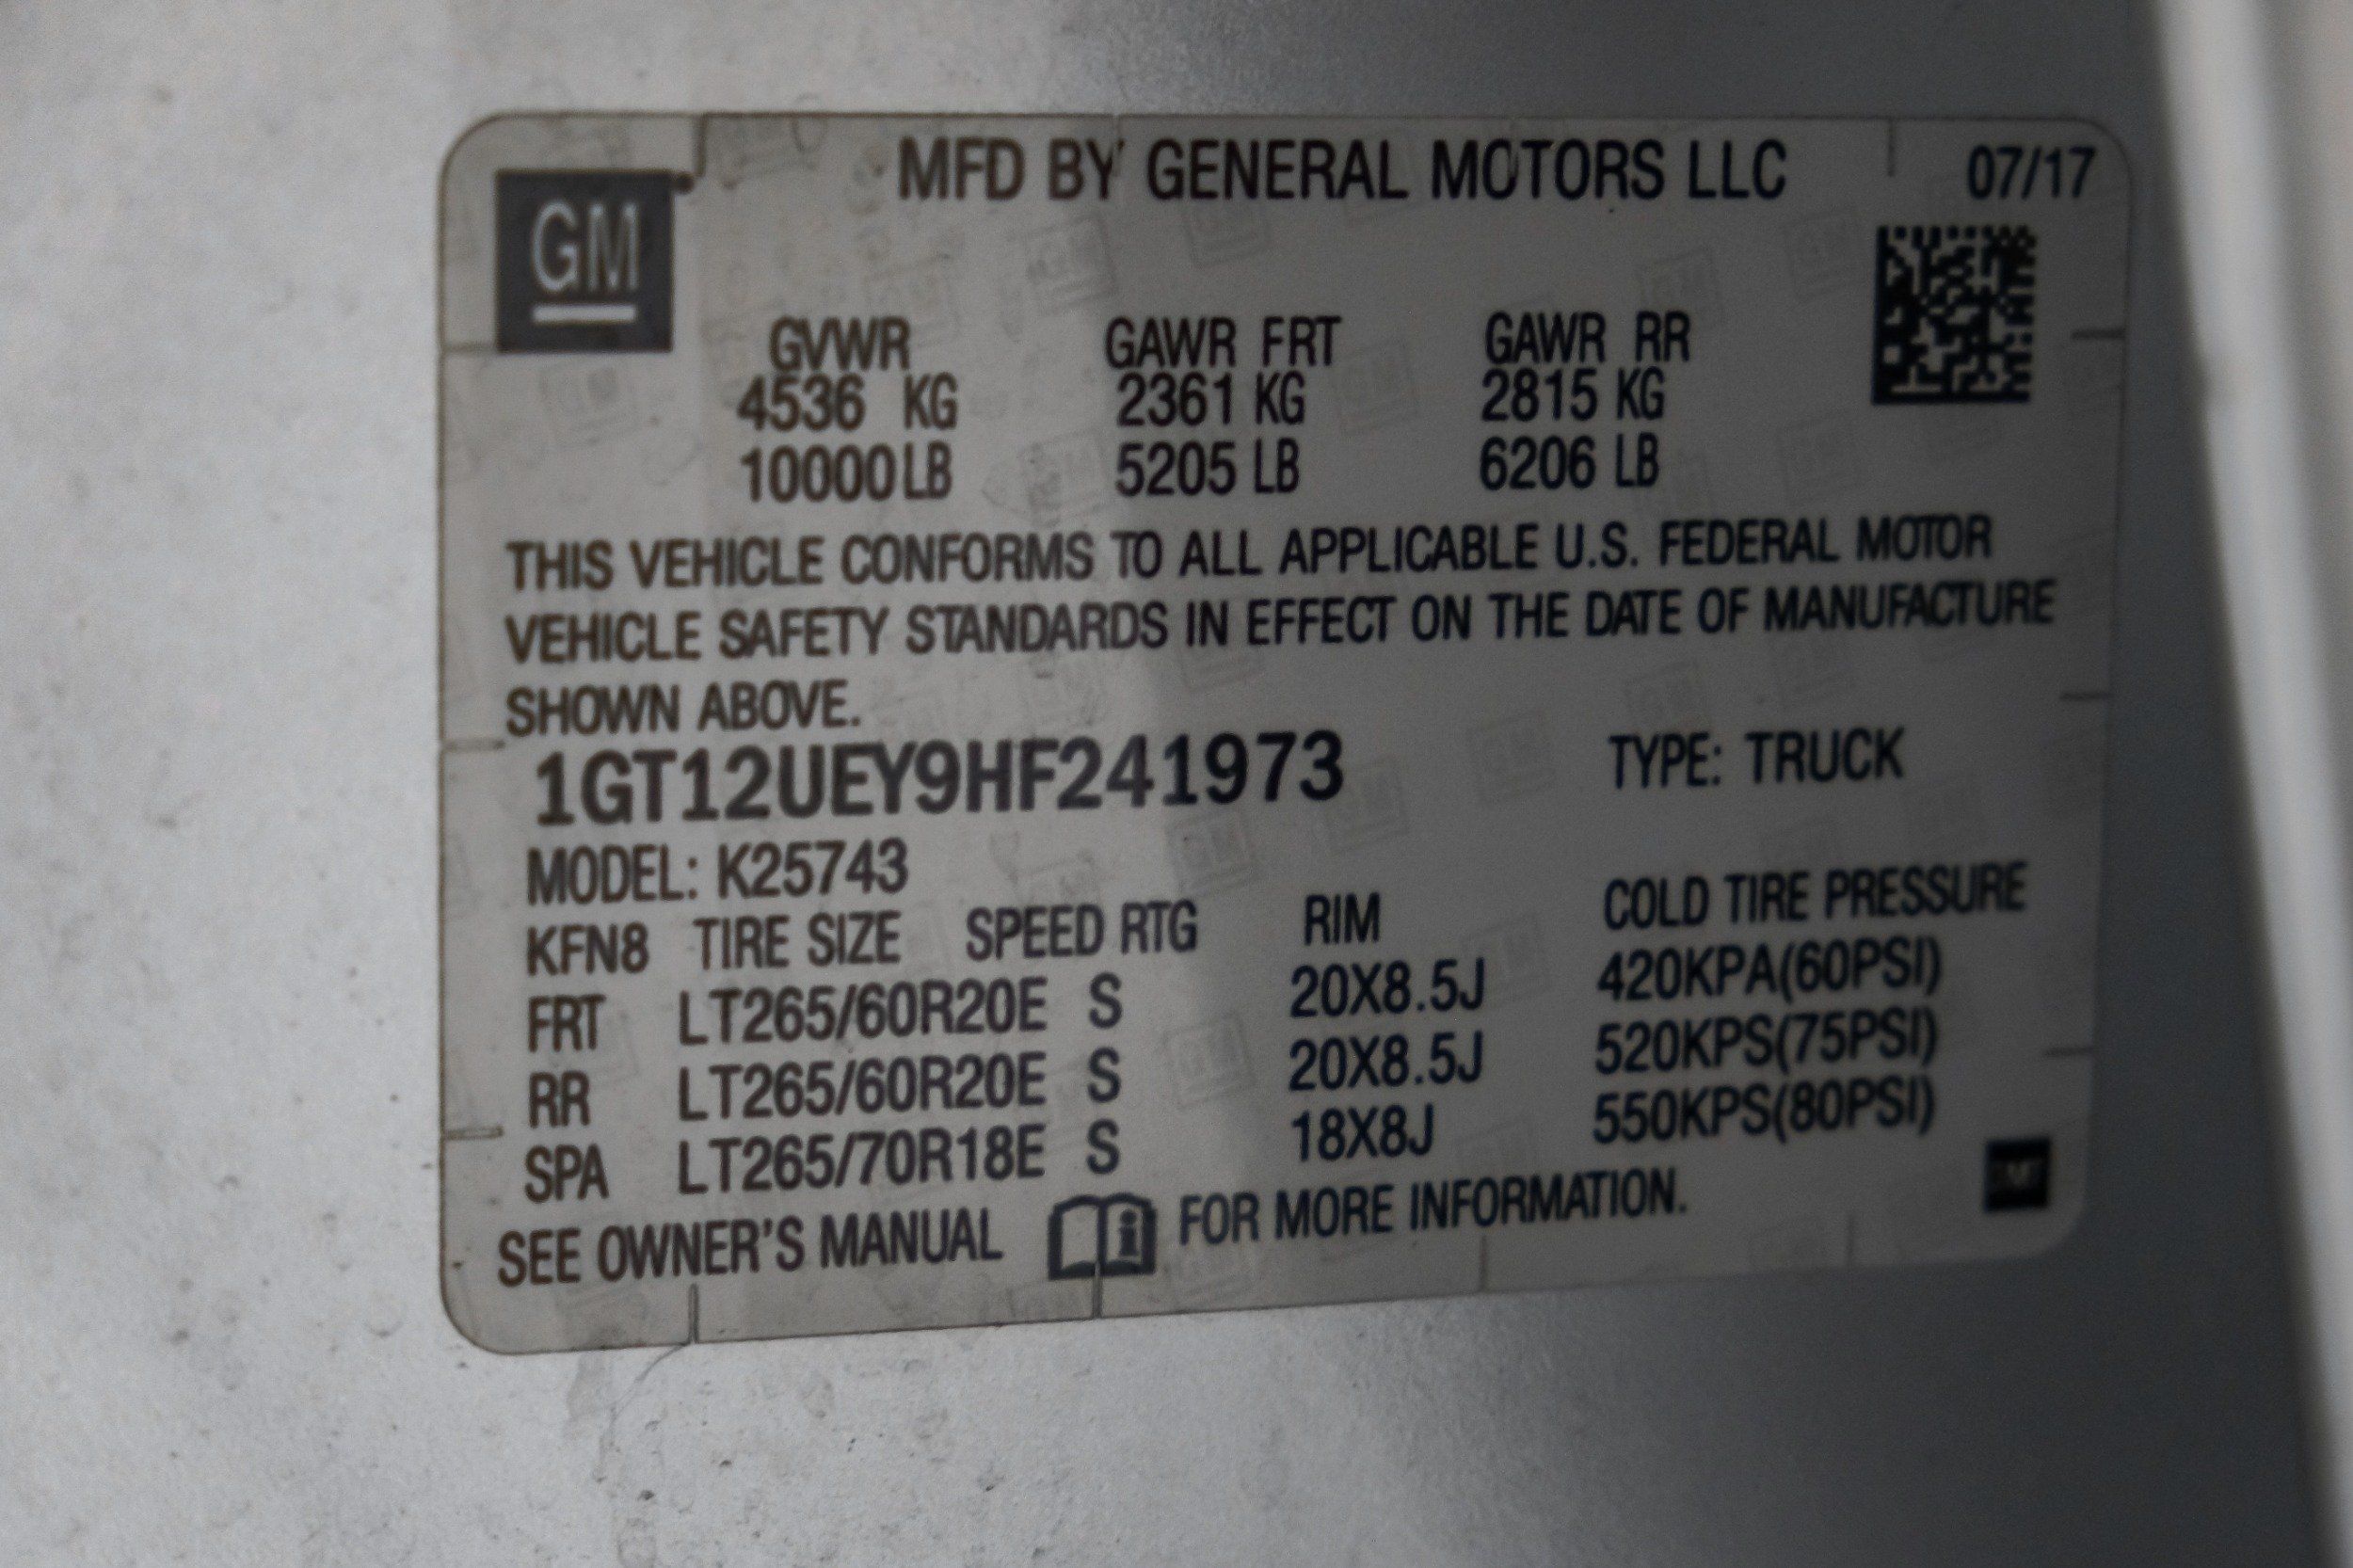 MFD BY GENERAL MOTORS LLC 07/17
GM
GVWR GAWR FRT GAWR RR
4536 KG 2361 KG 2815 KG
10000 LB 5205 LB 6206 LB
THIS VEHICLE CONFORMS TO ALL APPLICABLE U.S. FEDERAL MOTOR
VEHICLE SAFETY STANDARDS IN EFFECT ON THE DATE OF MANUFACTURE
SHOWN ABOVE.
1GT12UEY9HF241973 TYPE: TRUCK
MODEL: K25743
KFN8 TIRE SIZE SPEED RTG RIM COLD TIRE PRESSURE
FRT LT265/60R20E S 20X8.5J 420KPA(60PSI)
RR LT265/60R20E S 20X8.5J 520KPS(75PSI)
SPA LT265/70R18E S 18X8J 550KPS(80PSI)
SEE OWNER'S MANUAL i FOR MORE INFORMATION.